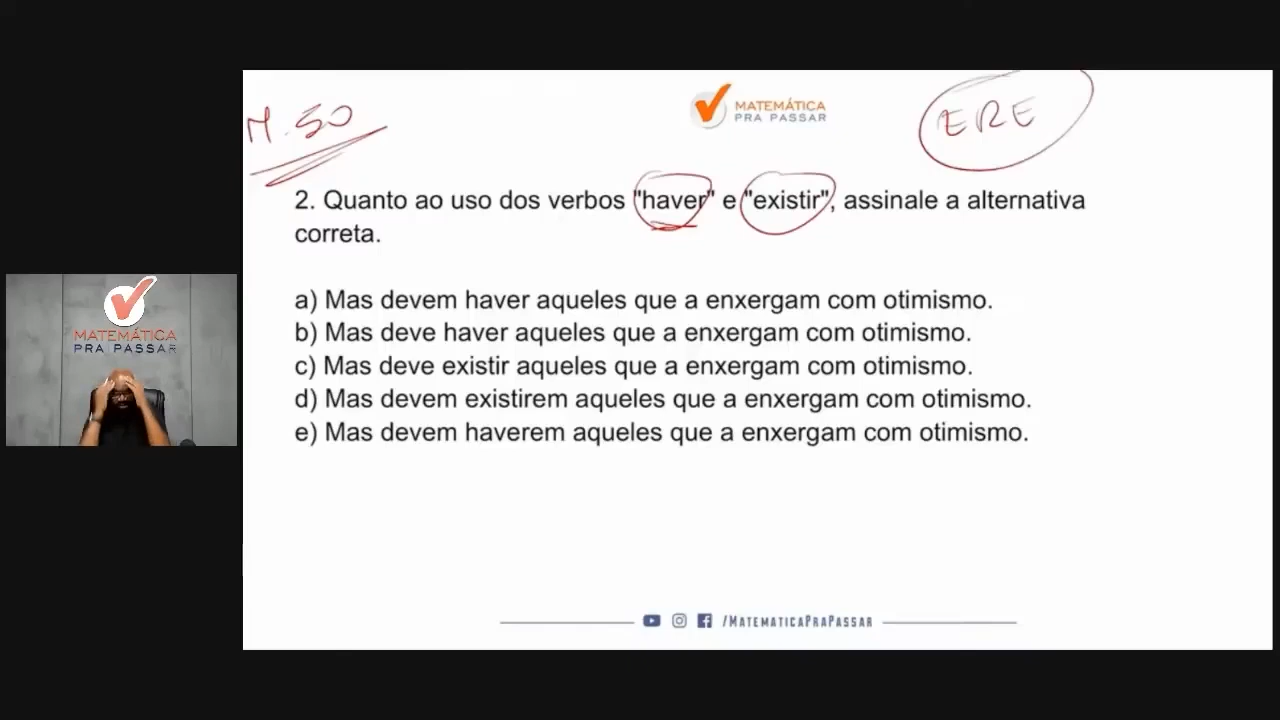 M.50
MATEMÁTICA
PRA PASSAR
ERE
2. Quanto ao uso dos verbos "haver" e "existir", assinale a alternativa
correta.
a) Mas devem haver aqueles que a enxergam com otimismo.
b) Mas deve haver aqueles que a enxergam com otimismo.
c) Mas deve existir aqueles que a enxergam com otimismo.
d) Mas devem existirem aqueles que a enxergam com otimismo.
e) Mas devem haverem aqueles que a enxergam com otimismo.
MATEMÁTICA
PRA PASSAR
/MATEMATICAPRAPASSAR